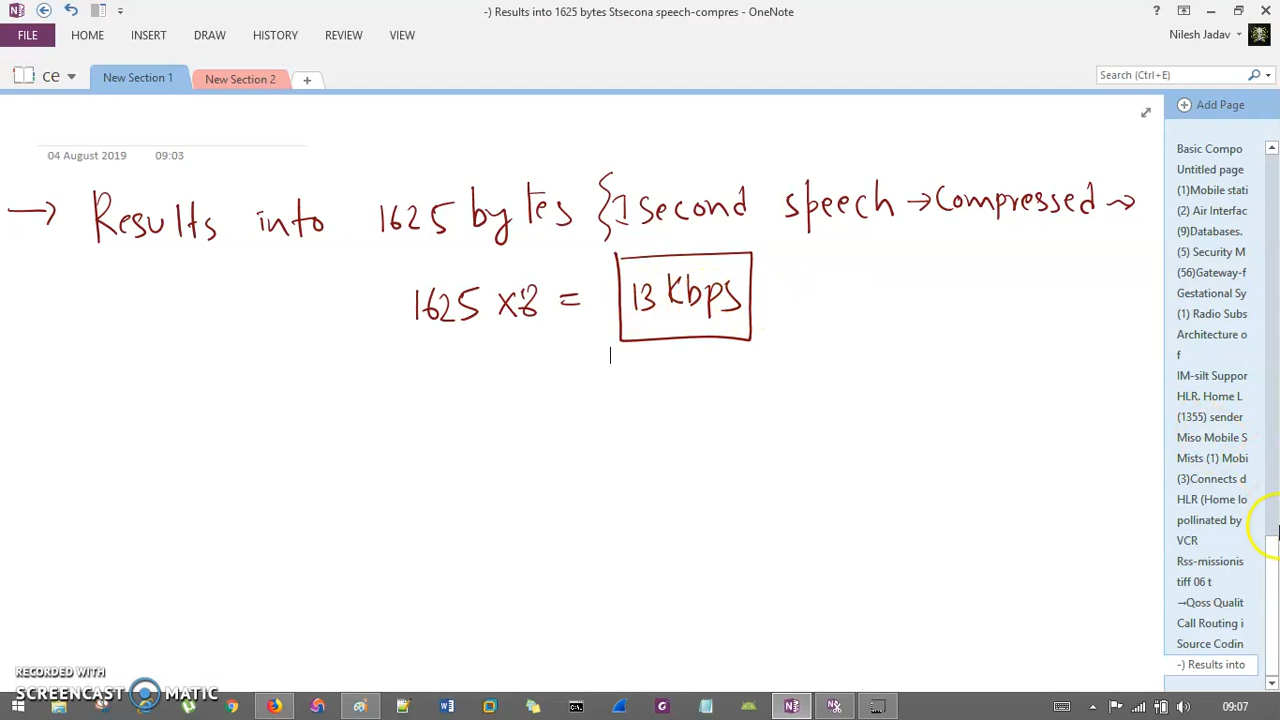 -) Results into 1625 bytes Stsecona speech-compres - OneNote
FILE HOME INSERT DRAW HISTORY REVIEW VIEW
Nilesh Jadav
ce New Section 1 New Section 2 +
Search (Ctrl+E)
Add Page
04 August 2019 09:03
→ Results into 1625 bytes {1 second speech → Compressed →
1625 x 8 = 13 Kbps
Basic Compo
Untitled page
(1)Mobile stati
(2) Air Interfac
(9)Databases.
(5) Security M
(56)Gateway-f
Gestational Sy
(1) Radio Subs
Architecture o
f
IM-silt Suppor
HLR. Home L
(1355) sender
Miso Mobile S
Mists (1) Mobi
(3)Connects d
HLR (Home lo
pollinated by
VCR
Rss-missionis
tiff 06 t
→Qoss Qualit
Call Routing i
Source Codin
-) Results into
RECORDED WITH
SCREENCAST MATIC
09:07